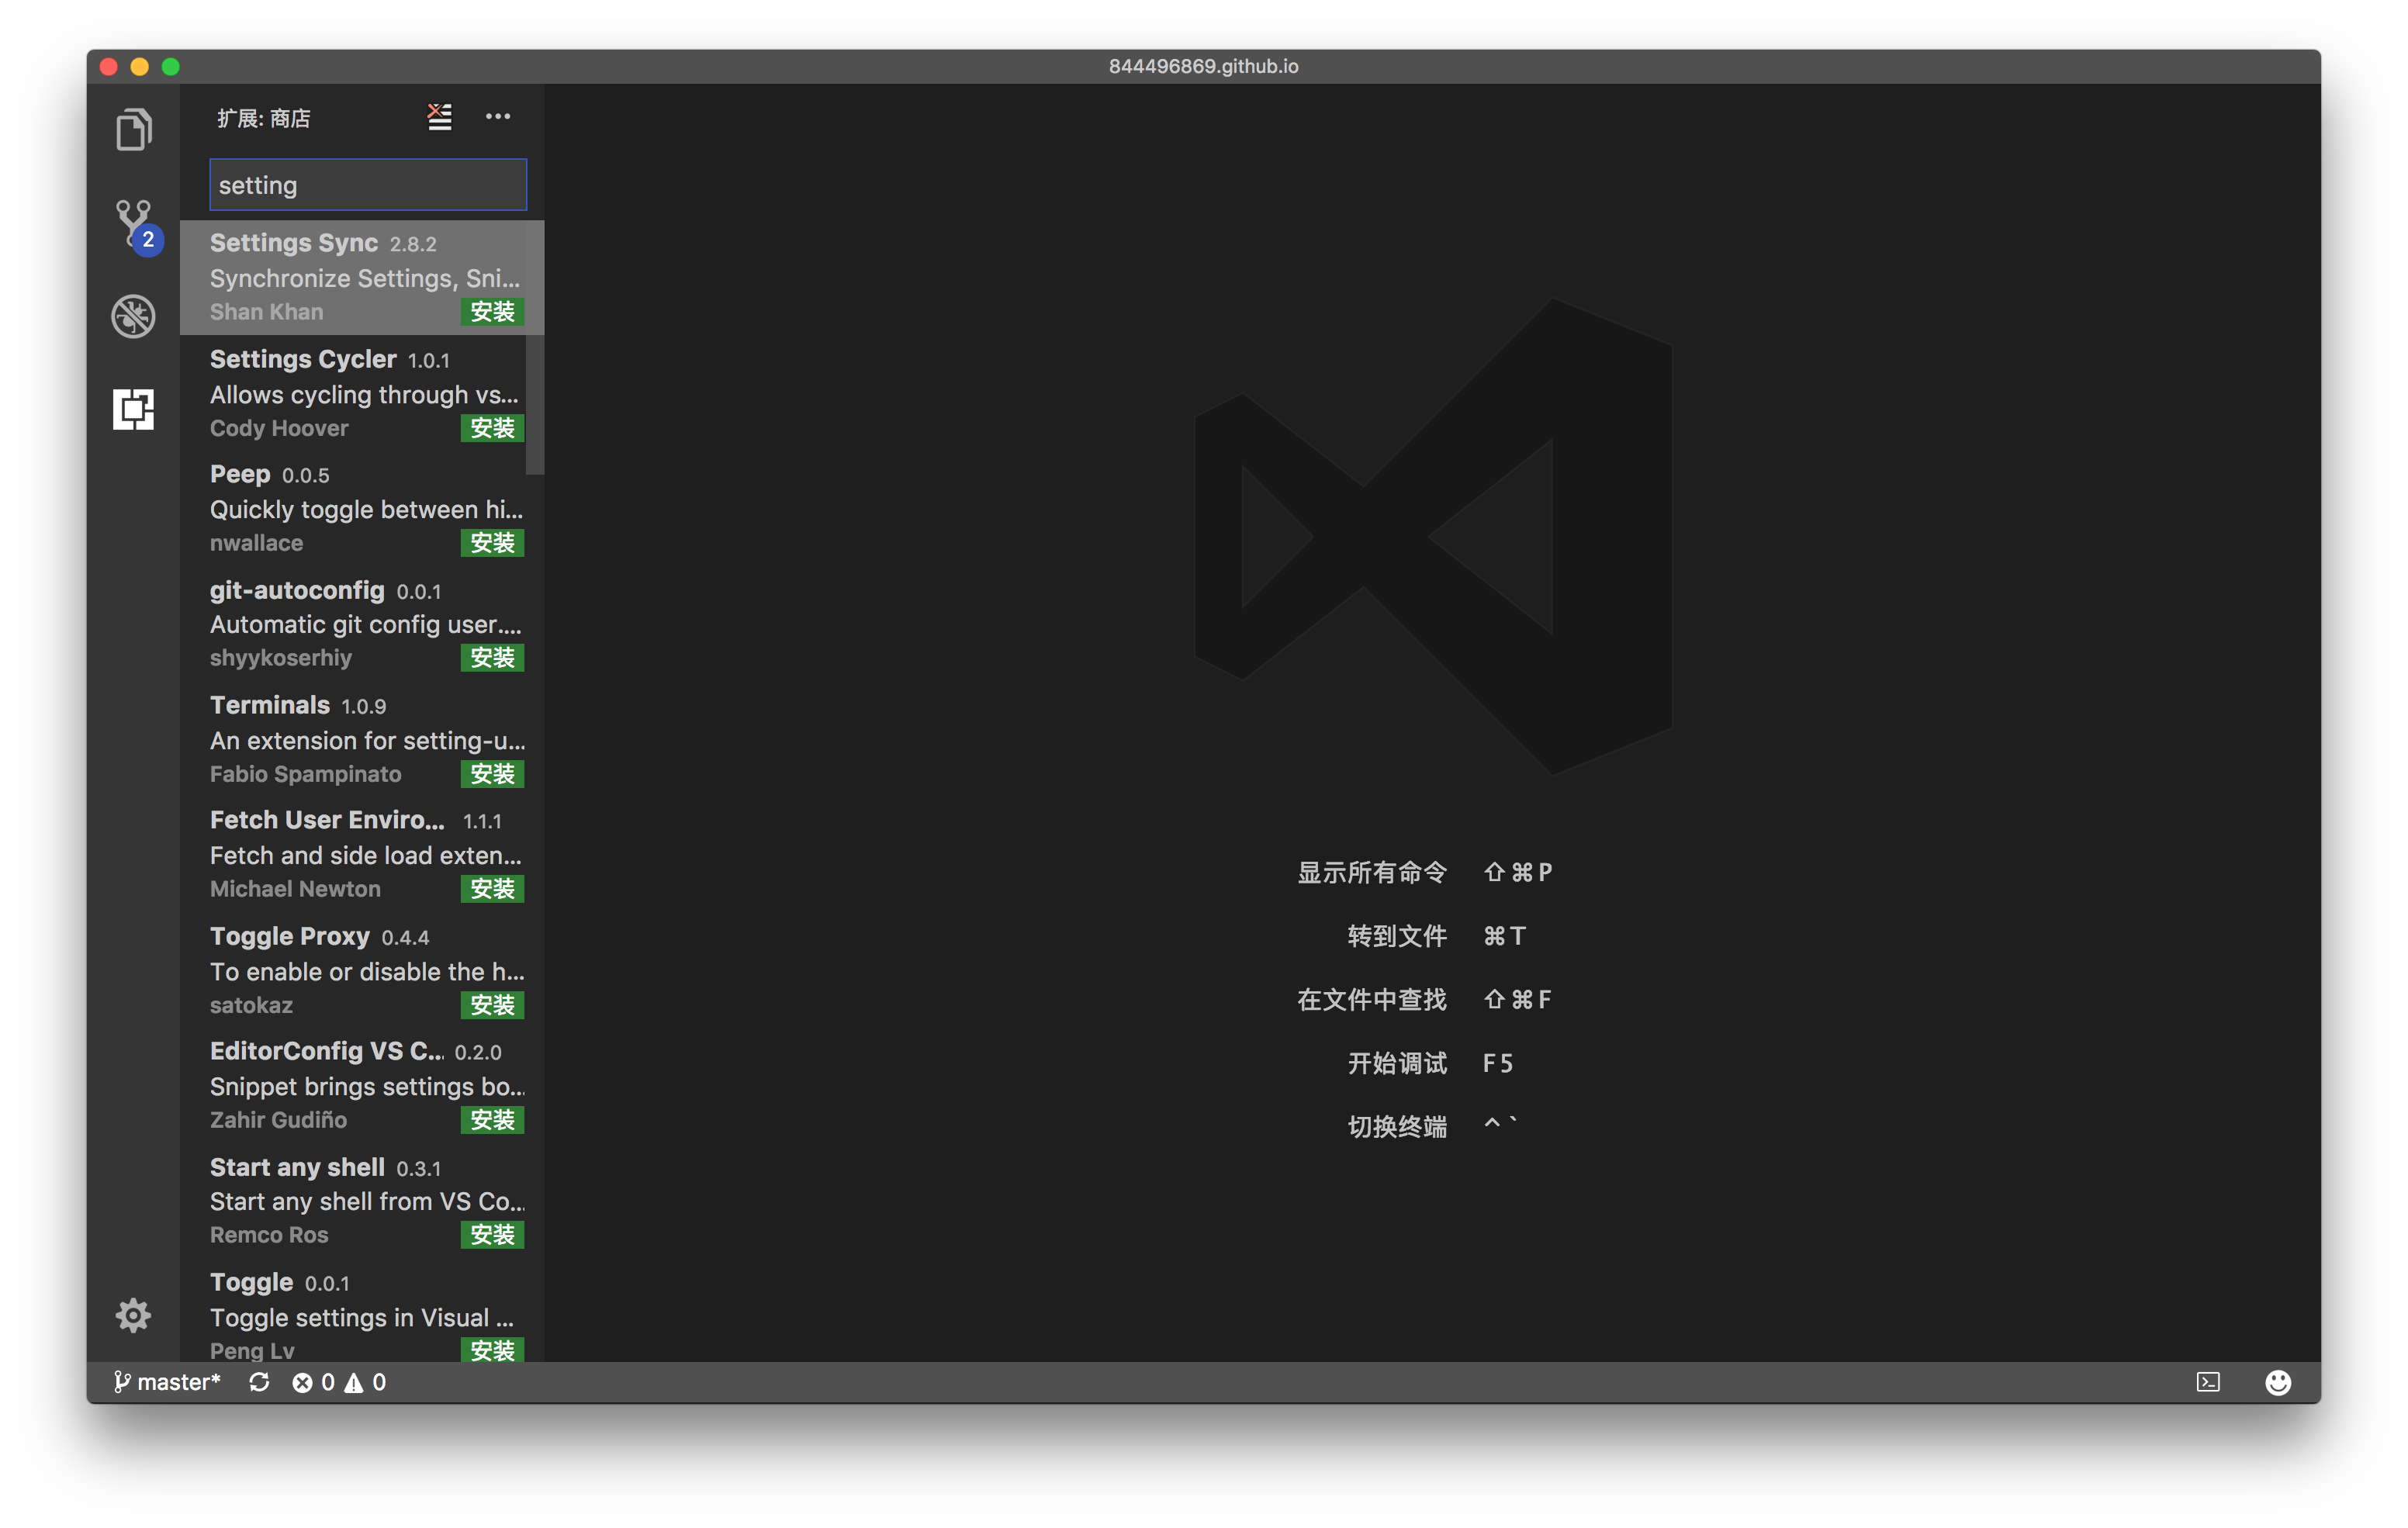 844496869.github.io
扩展: 商店
setting
2
Settings Sync 2.8.2
Synchronize Settings, Sni...
Shan Khan 安装
Settings Cycler 1.0.1
Allows cycling through vs...
Cody Hoover 安装
Peep 0.0.5
Quickly toggle between hi...
nwallace 安装
git-autoconfig 0.0.1
Automatic git config user....
shyykoserhiy 安装
Terminals 1.0.9
An extension for setting-u...
Fabio Spampinato 安装
Fetch User Enviro... 1.1.1
Fetch and side load exten...
Michael Newton 安装
Toggle Proxy 0.4.4
To enable or disable the h...
satokaz 安装
EditorConfig VS C... 0.2.0
Snippet brings settings bo...
Zahir Gudiño 安装
Start any shell 0.3.1
Start any shell from VS Co...
Remco Ros 安装
Toggle 0.0.1
Toggle settings in Visual ...
Peng Lv 安装
显示所有命令 ⇧⌘P
转到文件 ⌘T
在文件中查找 ⇧⌘F
开始调试 F5
切换终端 ^`
master* 0 0